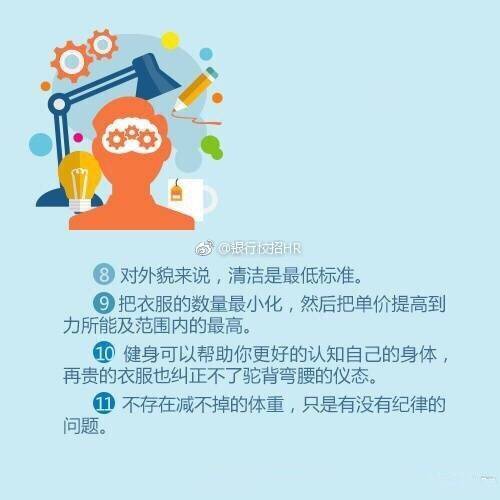 @银行校招HR
8 对外貌来说，清洁是最低标准。
9 把衣服的数量最小化，然后把单价提高到
力所能及范围内的最高。
10 健身可以帮助你更好的认知自己的身体，
再贵的衣服也纠正不了驼背弯腰的仪态。
11 不存在减不掉的体重，只是有没有纪律的
问题。